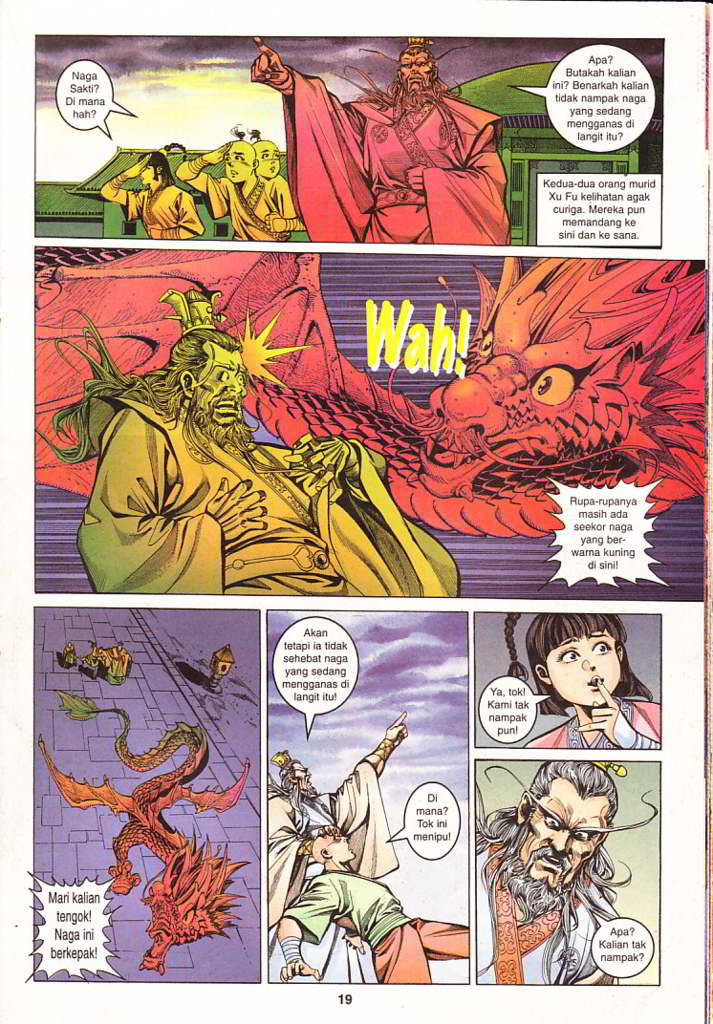 Naga
Sakti?
Di mana
hah?
Apa?
Butakah kalian
ini? Benarkah kalian
tidak nampak naga
yang sedang
mengganas di
langit itu?
Kedua-dua orang murid
Xu Fu kelihatan agak
curiga. Mereka pun
memandang ke
sini dan ke sana.
Wah!
Rupa-rupanya
masih ada
seekor naga
yang ber-
warna kuning
di sini!
Mari kalian
tengok!
Naga ini
berkepak!
Akan
tetapi ia tidak
sehebat naga
yang sedang
mengganas di
langit itu!
Di
mana?
Tok ini
menipu!
Ya, tok!
Kami tak
nampak
pun!
Apa?
Kalian tak
nampak?
19